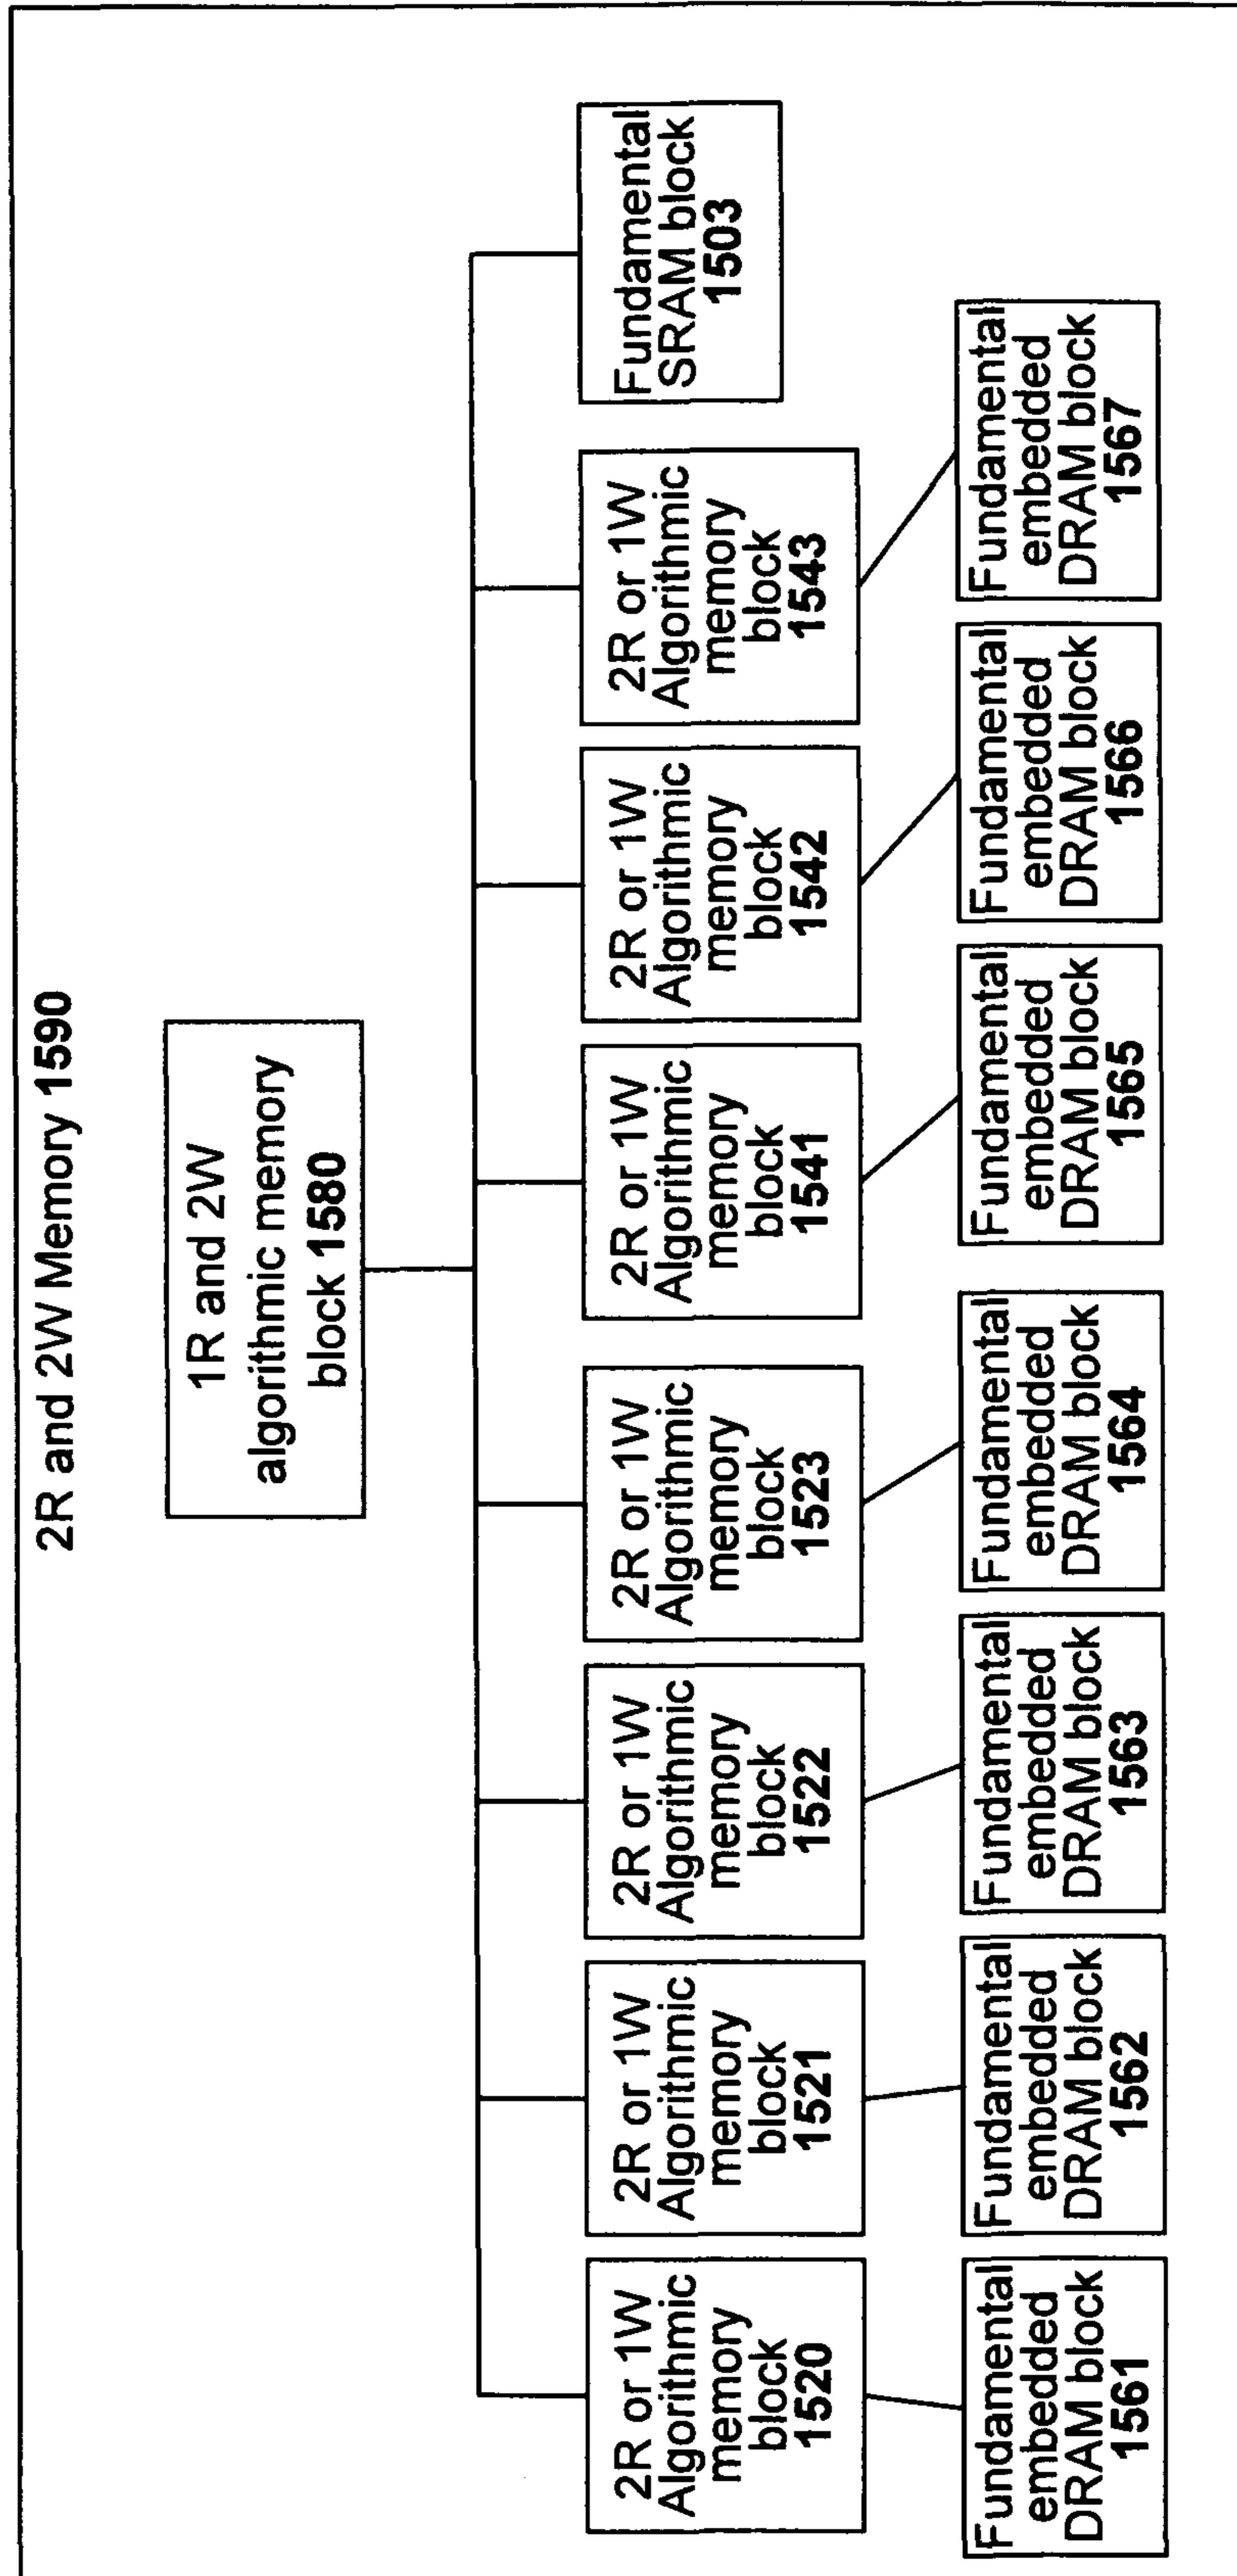 2R and 2W Memory 1590
1R and 2W
algorithmic memory
block 1580
2R or 1W
Algorithmic
memory
block
1520
2R or 1W
Algorithmic
memory
block
1521
2R or 1W
Algorithmic
memory
block
1522
2R or 1W
Algorithmic
memory
block
1523
2R or 1W
Algorithmic
memory
block
1541
2R or 1W
Algorithmic
memory
block
1542
2R or 1W
Algorithmic
memory
block
1543
Fundamental
SRAM block
1503
Fundamental
embedded
DRAM block
1561
Fundamental
embedded
DRAM block
1562
Fundamental
embedded
DRAM block
1563
Fundamental
embedded
DRAM block
1564
Fundamental
embedded
DRAM block
1565
Fundamental
embedded
DRAM block
1566
Fundamental
embedded
DRAM block
1567